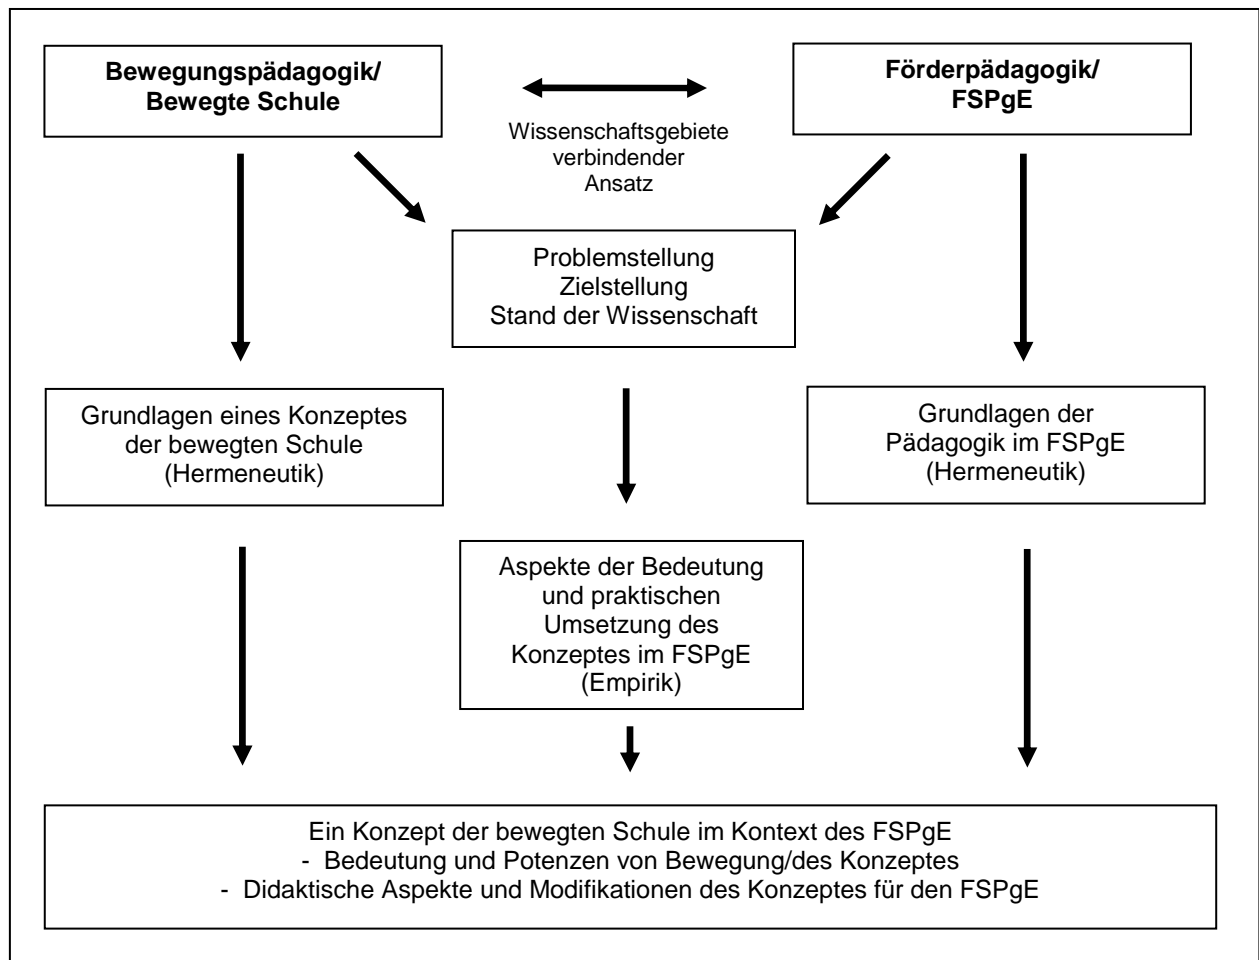 Bewegungspädagogik/
Bewegte Schule
Förderpädagogik/
FSPgE
Wissenschaftsgebiete
verbindender
Ansatz
Problemstellung
Zielstellung
Stand der Wissenschaft
Grundlagen eines Konzeptes
der bewegten Schule
(Hermeneutik)
Grundlagen der
Pädagogik im FSPgE
(Hermeneutik)
Aspekte der Bedeutung
und praktischen
Umsetzung des
Konzeptes im FSPgE
(Empirik)
Ein Konzept der bewegten Schule im Kontext des FSPgE
- Bedeutung und Potenzen von Bewegung/des Konzeptes
- Didaktische Aspekte und Modifikationen des Konzeptes für den FSPgE